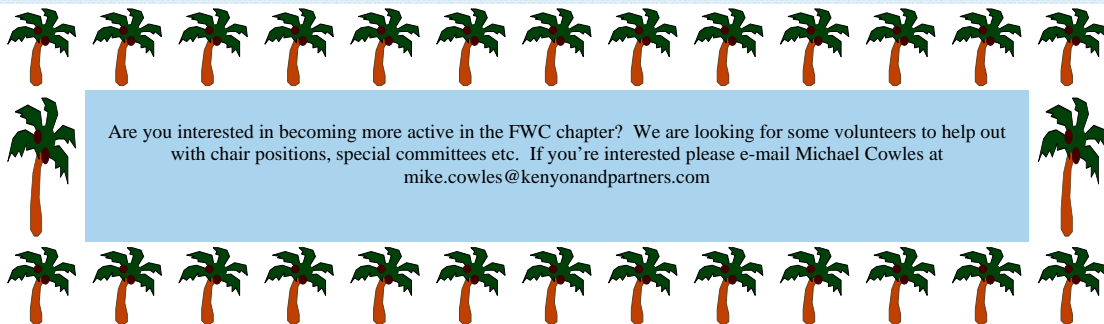 Are you interested in becoming more active in the FWC chapter?  We are looking for some volunteers to help out
with chair positions, special committees etc.  If you’re interested please e-mail Michael Cowles at
mike.cowles@kenyonandpartners.com